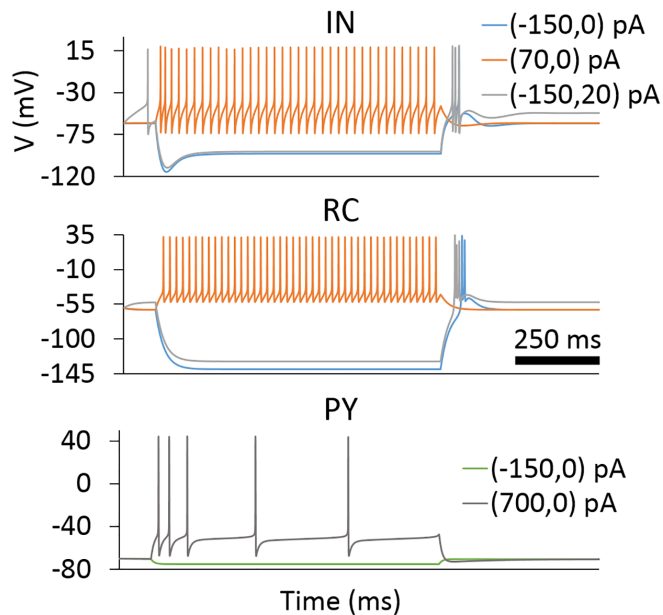 IN
(-150,0) pA
(70,0) pA
(-150,20) pA
V (mV)
15
-30
-75
-120
RC
35
-10
-55
-100
-145
250 ms
PY
40
0
-40
-80
(-150,0) pA
(700,0) pA
Time (ms)